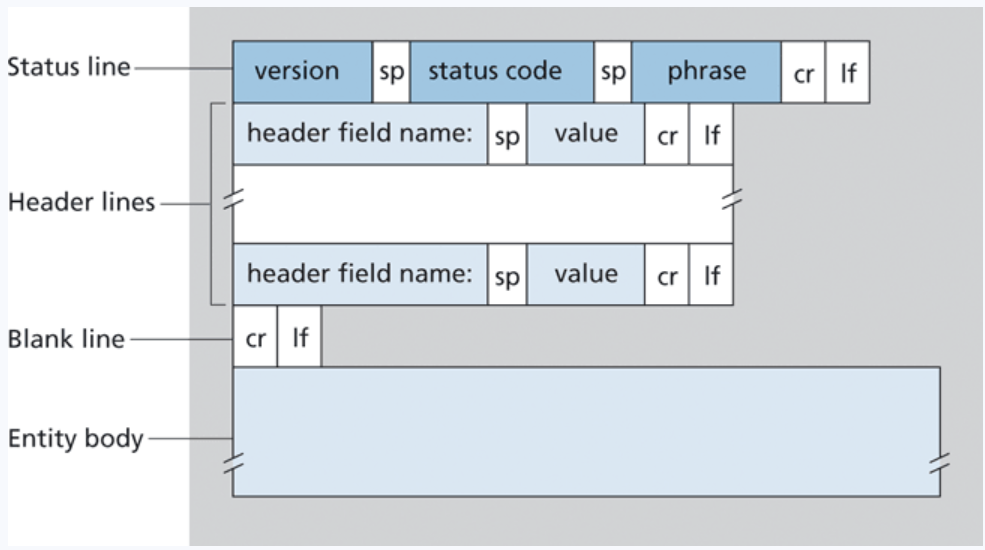 Status line version sp status code sp phrase cr lf
header field name: sp value cr lf
Header lines
header field name: sp value cr lf
Blank line cr lf
Entity body